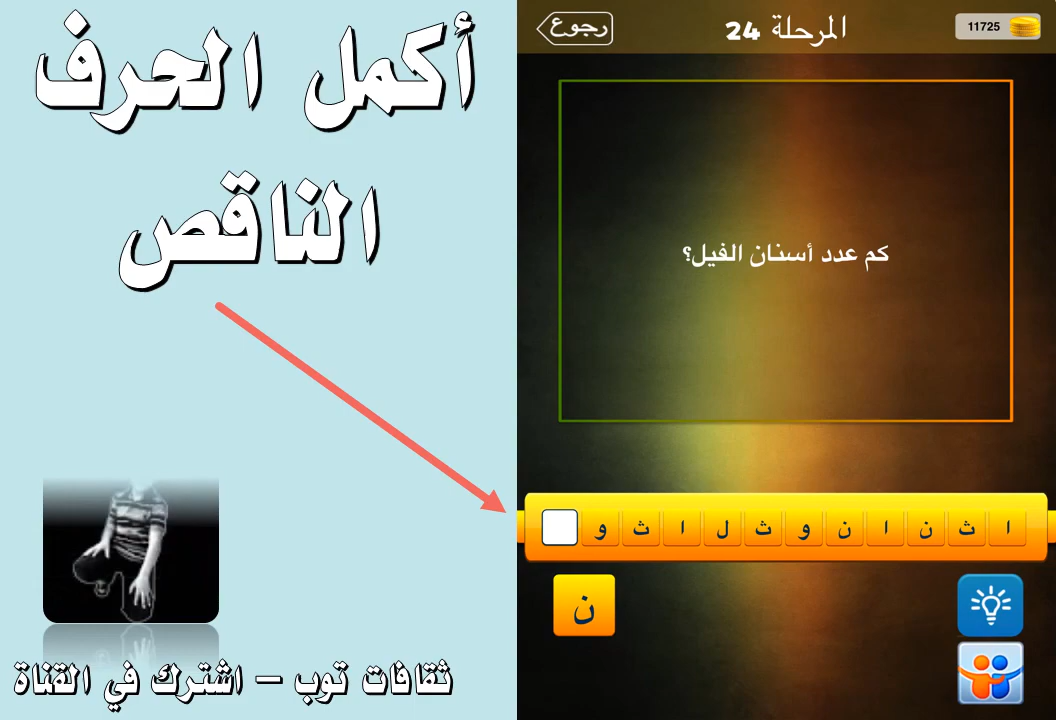 أكمل الحرف
الناقص
ثقافات توب – اشترك في القناة
رجوع
المرحلة 24
11725
كم عدد أسنان الفيل؟
ا ث ن ا ن و ث ل ا ث و
ن